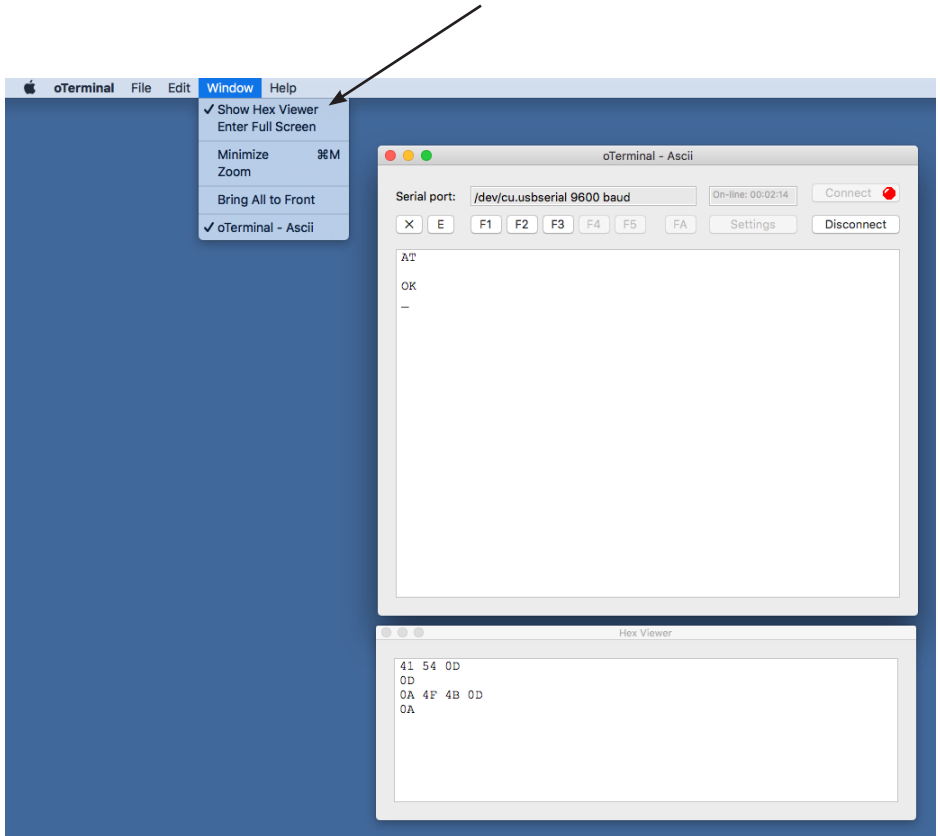 oTerminal File Edit Window Help
✓ Show Hex Viewer
Enter Full Screen
Minimize ⌘M
Zoom
Bring All to Front
✓ oTerminal - Ascii
oTerminal - Ascii
Serial port: /dev/cu.usbserial 9600 baud On-line: 00:02:14 Connect
X E F1 F2 F3 F4 F5 FA Settings Disconnect
AT
OK
_
Hex Viewer
41 54 0D
0D
0A 4F 4B 0D
0A